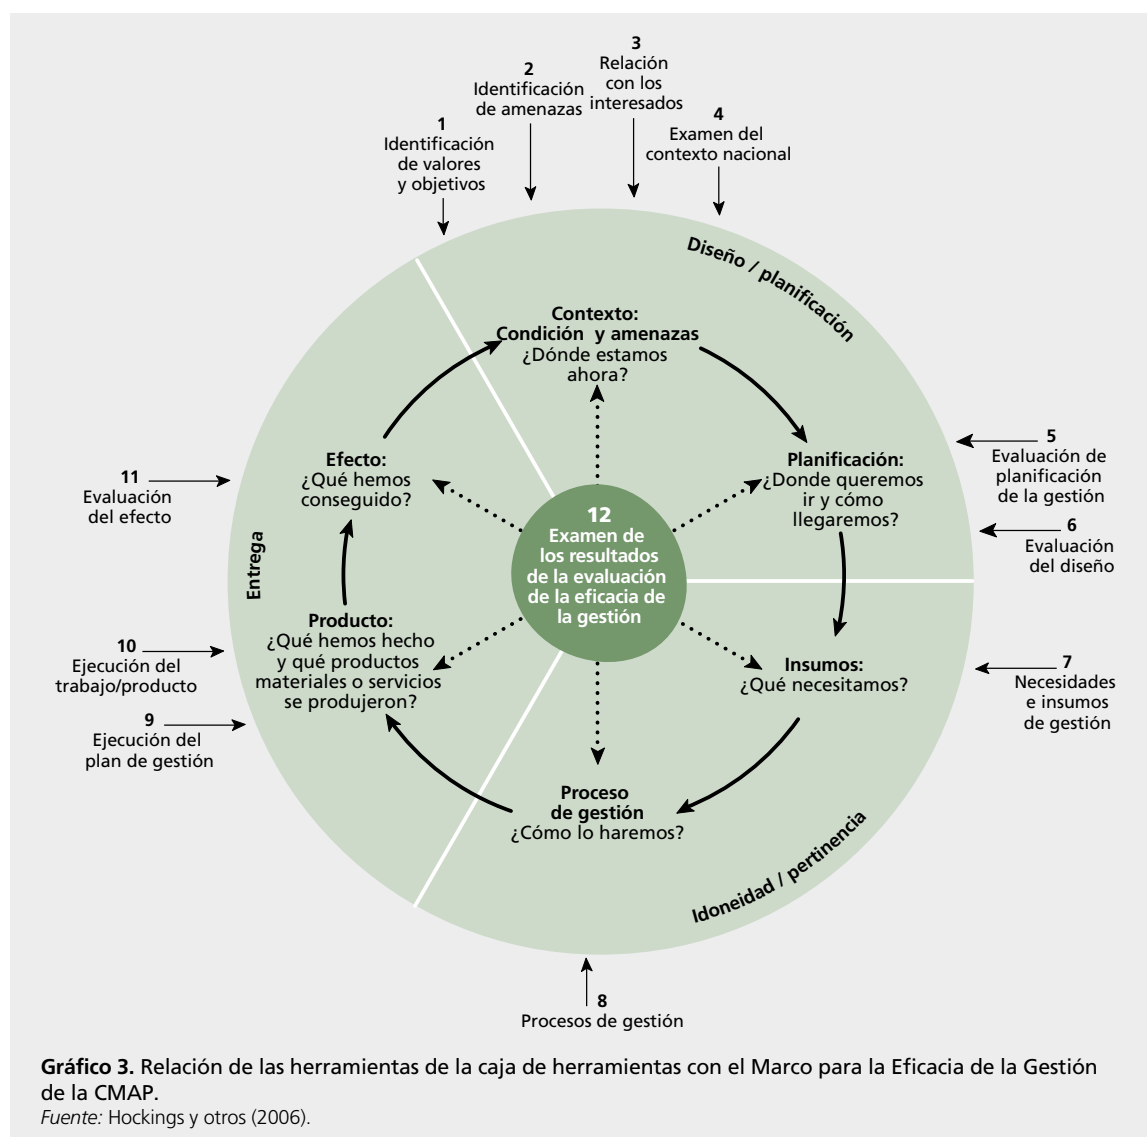 1
Identificación
de valores
y objetivos
2
Identificación
de amenazas
3
Relación
con los
interesados
4
Examen del
contexto nacional
Diseño / planificación
Contexto:
Condición y amenazas
¿Dónde estamos
ahora?
Planificación:
¿Donde queremos
ir y cómo
llegaremos?
5
Evaluación de
planificación
de la gestión
6
Evaluación
del diseño
Insumos:
¿Qué necesitamos?
7
Necesidades
e insumos
de gestión
Idoneidad / pertinencia
Proceso
de gestión
¿Cómo lo haremos?
8
Procesos de gestión
Producto:
¿Qué hemos hecho
y qué productos
materiales o servicios
se produjeron?
9
Ejecución del
plan de gestión
10
Ejecución del
trabajo/producto
Entrega
Efecto:
¿Qué hemos
conseguido?
11
Evaluación
del efecto
12
Examen de
los resultados
de la evaluación
de la eficacia de
la gestión
Gráfico 3. Relación de las herramientas de la caja de herramientas con el Marco para la Eficacia de la Gestión
de la CMAP.
Fuente: Hockings y otros (2006).